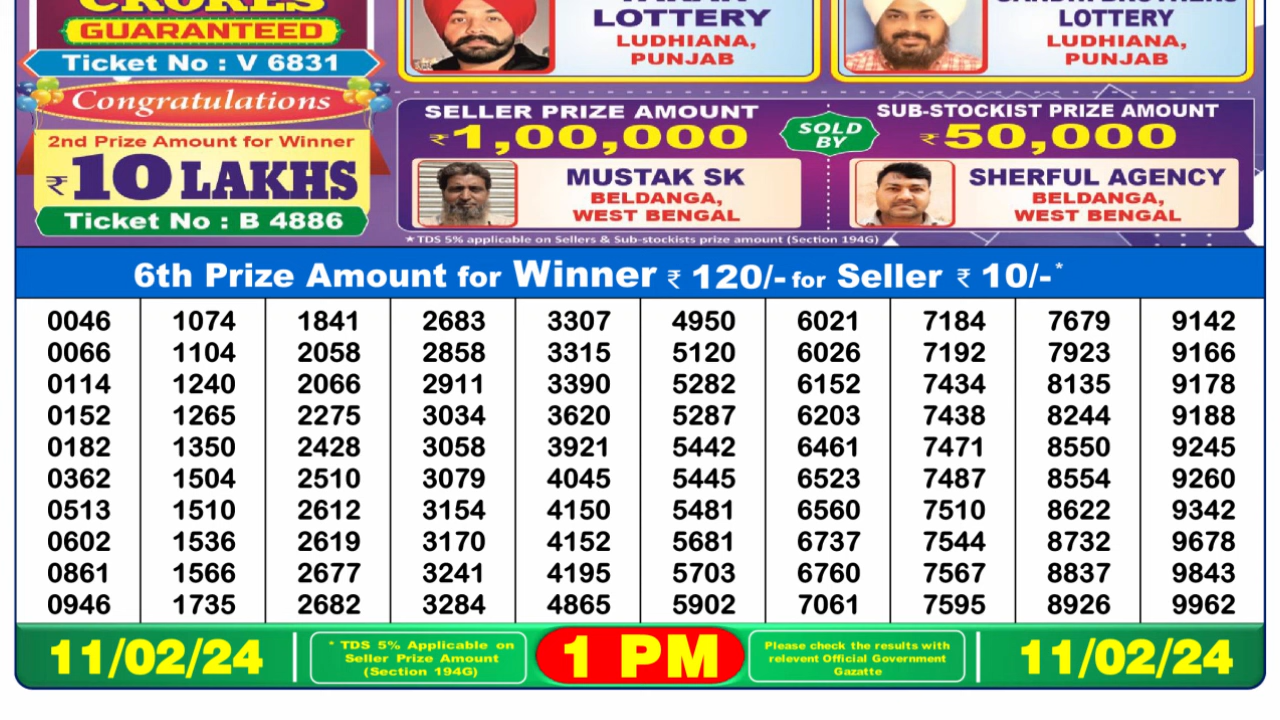 CRORES
GUARANTEED
Ticket No : V 6831
LOTTERY
LUDHIANA,
PUNJAB
LOTTERY
LUDHIANA,
PUNJAB
Congratulations
2nd Prize Amount for Winner
₹10 LAKHS
Ticket No : B 4886
SELLER PRIZE AMOUNT
₹1,00,000
SOLD
BY
SUB-STOCKIST PRIZE AMOUNT
₹50,000
MUSTAK SK
BELDANGA,
WEST BENGAL
SHERFUL AGENCY
BELDANGA,
WEST BENGAL
★ TDS 5% applicable on Sellers & Sub-stockists prize amount (Section 194G)
6th Prize Amount for Winner ₹ 120/- for Seller ₹ 10/-*
0046 1074 1841 2683 3307 4950 6021 7184 7679 9142
0066 1104 2058 2858 3315 5120 6026 7192 7923 9166
0114 1240 2066 2911 3390 5282 6152 7434 8135 9178
0152 1265 2275 3034 3620 5287 6203 7438 8244 9188
0182 1350 2428 3058 3921 5442 6461 7471 8550 9245
0362 1504 2510 3079 4045 5445 6523 7487 8554 9260
0513 1510 2612 3154 4150 5481 6560 7510 8622 9342
0602 1536 2619 3170 4152 5681 6737 7544 8732 9678
0861 1566 2677 3241 4195 5703 6760 7567 8837 9843
0946 1735 2682 3284 4865 5902 7061 7595 8926 9962
11/02/24
* TDS 5% Applicable on
Seller Prize Amount
(Section 194G)
1 PM
Please check the results with
relevent Official Government
Gazatte
11/02/24